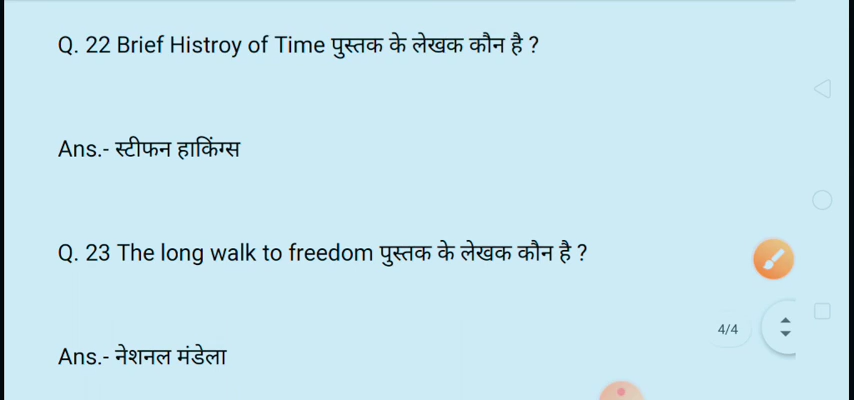 Q. 22 Brief Histroy of Time पुस्तक के लेखक कौन है ?
Ans.- स्टीफन हाकिंग्स
Q. 23 The long walk to freedom पुस्तक के लेखक कौन है ?
4/4
Ans.- नेशनल मंडेला